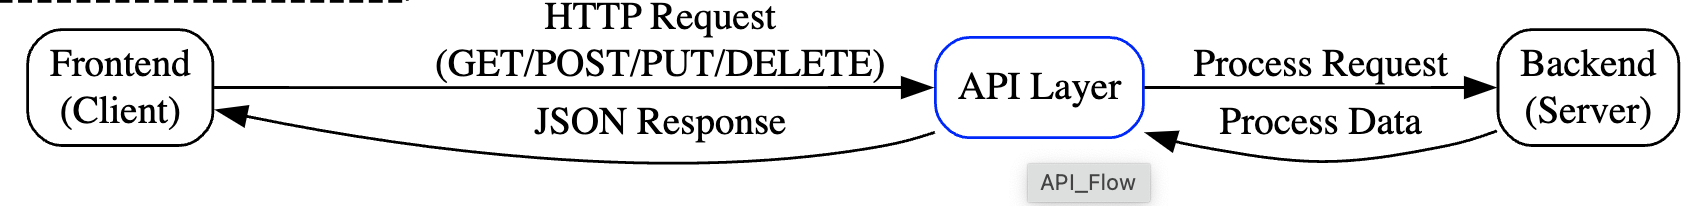 HTTP Request
(GET/POST/PUT/DELETE)
Frontend
(Client)
JSON Response
API Layer
Process Request
Process Data
Backend
(Server)
API_Flow